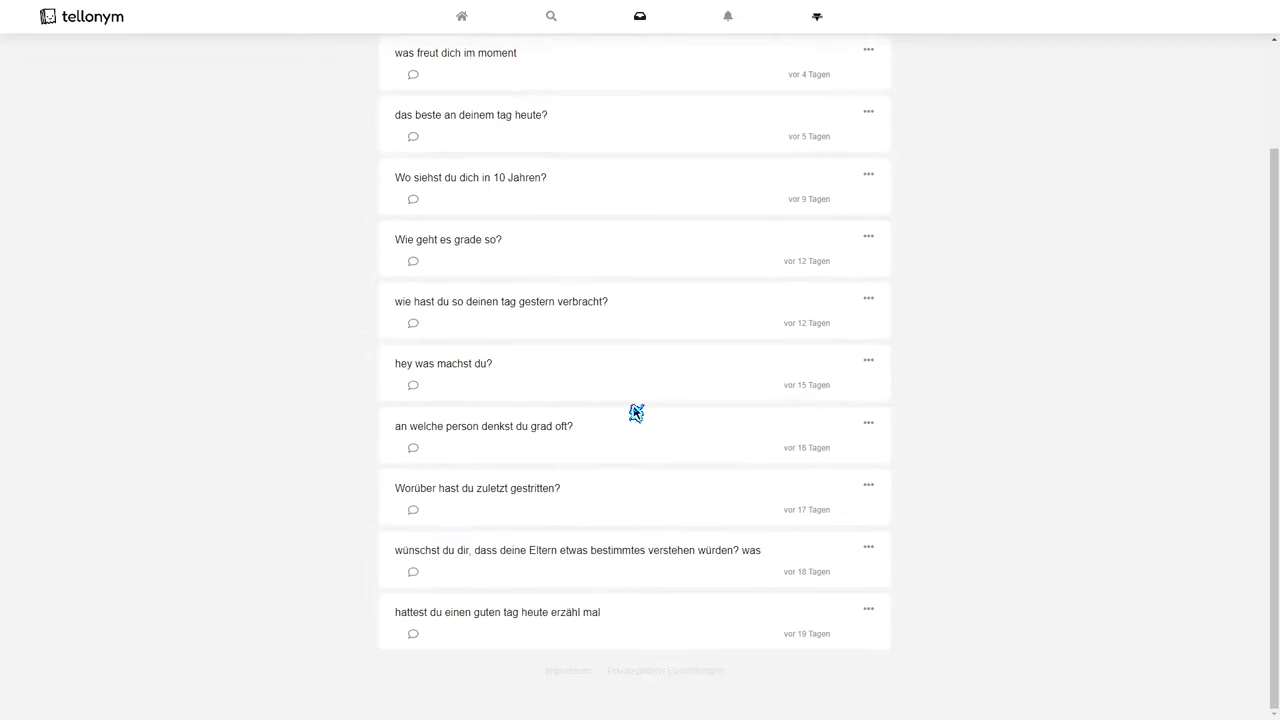 tellonym
was freut dich im moment
vor 4 Tagen
das beste an deinem tag heute?
vor 5 Tagen
Wo siehst du dich in 10 Jahren?
vor 9 Tagen
Wie geht es grade so?
vor 12 Tagen
wie hast du so deinen tag gestern verbracht?
vor 12 Tagen
hey was machst du?
vor 15 Tagen
an welche person denkst du grad oft?
vor 16 Tagen
Worüber hast du zuletzt gestritten?
vor 17 Tagen
wünschst du dir, dass deine Eltern etwas bestimmtes verstehen würden? was
vor 18 Tagen
hattest du einen guten tag heute erzähl mal
vor 19 Tagen
Impressum